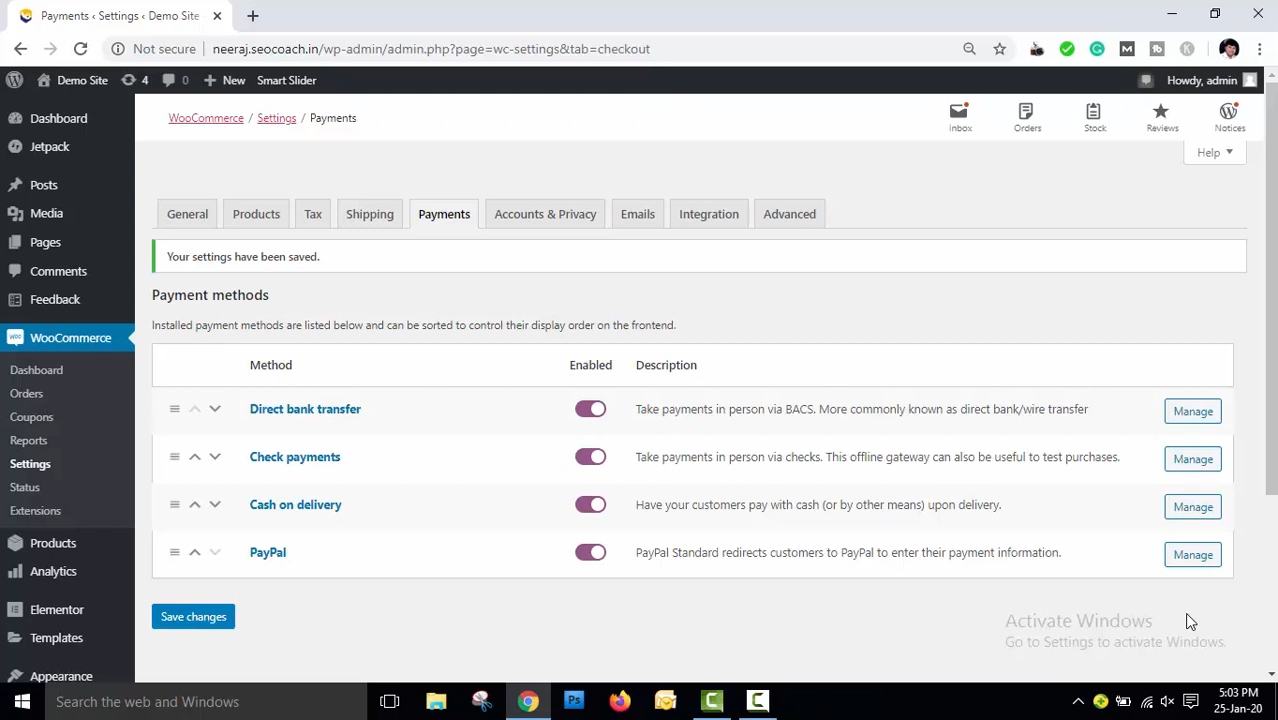 Payments ‹ Settings ‹ Demo Site
Not secure neeraj.seocoach.in/wp-admin/admin.php?page=wc-settings&tab=checkout
Demo Site 4 0 New Smart Slider Howdy, admin
Dashboard
Jetpack
Posts
Media
Pages
Comments
Feedback
WooCommerce
Dashboard
Orders
Coupons
Reports
Settings
Status
Extensions
Products
Analytics
Elementor
Templates
Appearance
WooCommerce / Settings / Payments
Inbox Orders Stock Reviews Notices
Help
General Products Tax Shipping Payments Accounts & Privacy Emails Integration Advanced
Your settings have been saved.
Payment methods
Installed payment methods are listed below and can be sorted to control their display order on the frontend.
Method Enabled Description
Direct bank transfer Take payments in person via BACS. More commonly known as direct bank/wire transfer Manage
Check payments Take payments in person via checks. This offline gateway can also be useful to test purchases. Manage
Cash on delivery Have your customers pay with cash (or by other means) upon delivery. Manage
PayPal PayPal Standard redirects customers to PayPal to enter their payment information. Manage
Save changes
Activate Windows
Go to Settings to activate Windows.
Search the web and Windows
Ps
5:03 PM
25-Jan-20